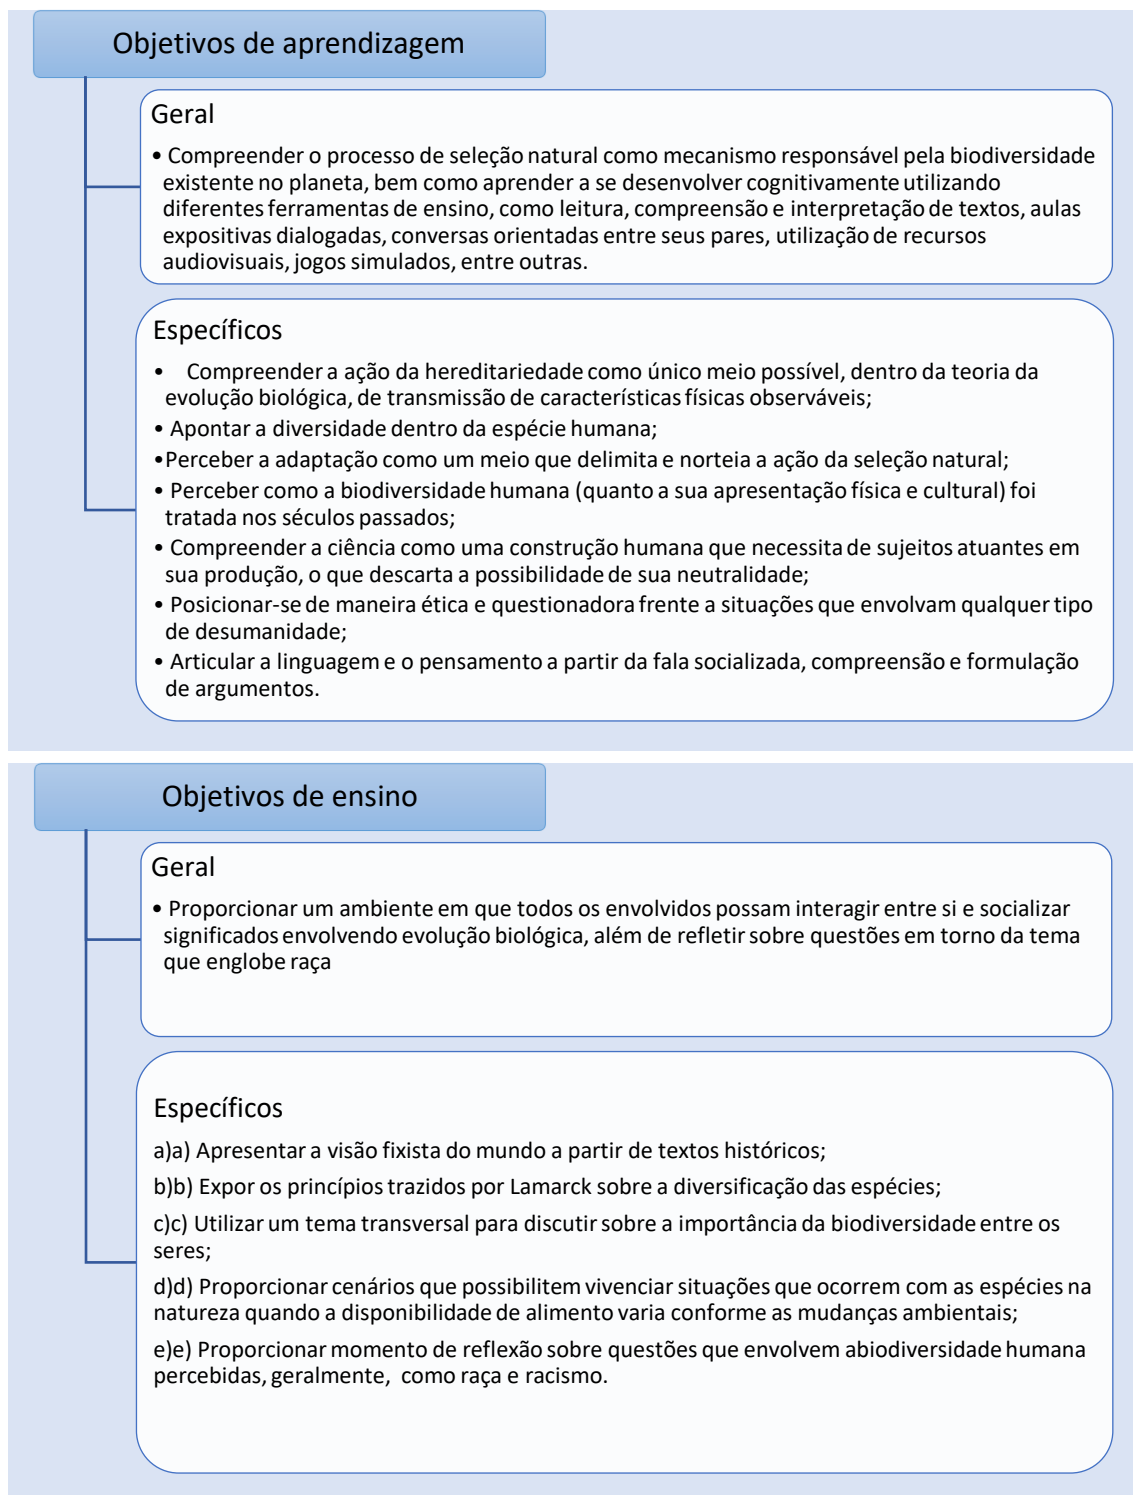 Objetivos de aprendizagem
Geral
• Compreender o processo de seleção natural como mecanismo responsável pela biodiversidade
existente no planeta, bem como aprender a se desenvolver cognitivamente utilizando
diferentes ferramentas de ensino, como leitura, compreensão e interpretação de textos, aulas
expositivas dialogadas, conversas orientadas entre seus pares, utilização de recursos
audiovisuais, jogos simulados, entre outras.
Específicos
• Compreender a ação da hereditariedade como único meio possível, dentro da teoria da
evolução biológica, de transmissão de características físicas observáveis;
• Apontar a diversidade dentro da espécie humana;
•Perceber a adaptação como um meio que delimita e norteia a ação da seleção natural;
• Perceber como a biodiversidade humana (quanto a sua apresentação física e cultural) foi
tratada nos séculos passados;
• Compreender a ciência como uma construção humana que necessita de sujeitos atuantes em
sua produção, o que descarta a possibilidade de sua neutralidade;
• Posicionar-se de maneira ética e questionadora frente a situações que envolvam qualquer tipo
de desumanidade;
• Articular a linguagem e o pensamento a partir da fala socializada, compreensão e formulação
de argumentos.
Objetivos de ensino
Geral
• Proporcionar um ambiente em que todos os envolvidos possam interagir entre si e socializar
significados envolvendo evolução biológica, além de refletir sobre questões em torno da tema
que englobe raça
Específicos
a)a) Apresentar a visão fixista do mundo a partir de textos históricos;
b)b) Expor os princípios trazidos por Lamarck sobre a diversificação das espécies;
c)c) Utilizar um tema transversal para discutir sobre a importância da biodiversidade entre os
seres;
d)d) Proporcionar cenários que possibilitem vivenciar situações que ocorrem com as espécies na
natureza quando a disponibilidade de alimento varia conforme as mudanças ambientais;
e)e) Proporcionar momento de reflexão sobre questões que envolvem abiodiversidade humana
percebidas, geralmente, como raça e racismo.